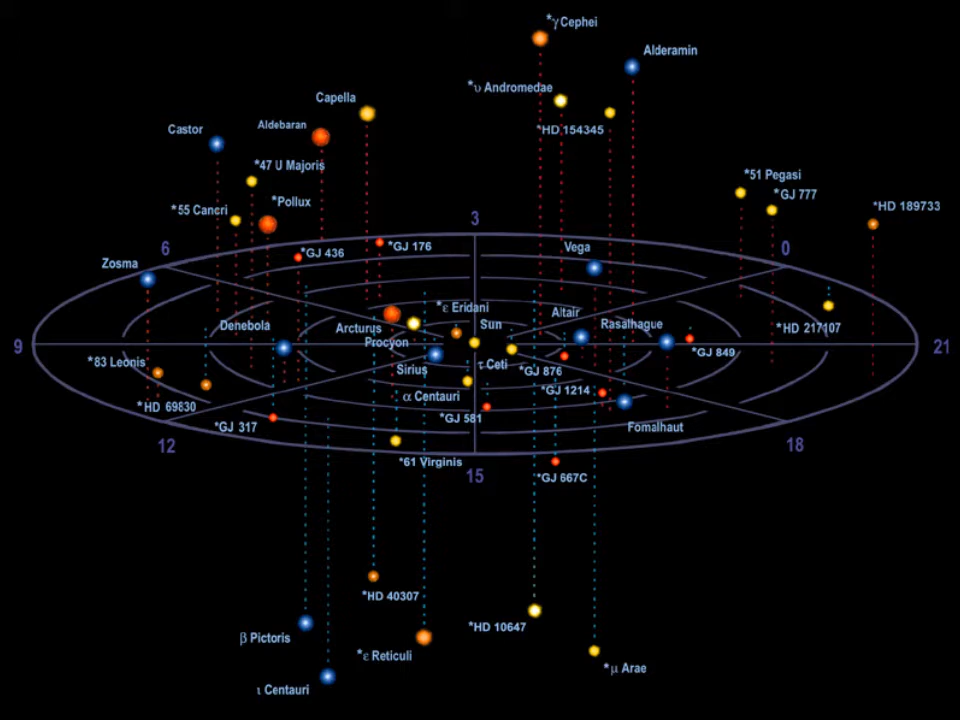 *γ Cephei
Alderamin
*υ Andromedae
Capella
Aldebaran
Castor
*HD 154345
*47 U Majoris
*51 Pegasi
*GJ 777
*Pollux
*55 Cancri
*HD 189733
3
6
*GJ 436
*GJ 176
Vega
0
Zosma
*ε Eridani
Sun
Altair
Denebola
Arcturus
Rasalhague
*HD 217107
Procyon
9
21
*83 Leonis
Sirius
τ Ceti
*GJ 876
*GJ 849
α Centauri
*GJ 1214
*HD 69830
*GJ 581
*GJ 317
Fomalhaut
12
18
*61 Virginis
15
*GJ 667C
*HD 40307
*HD 10647
β Pictoris
*ε Reticuli
*μ Arae
ι Centauri